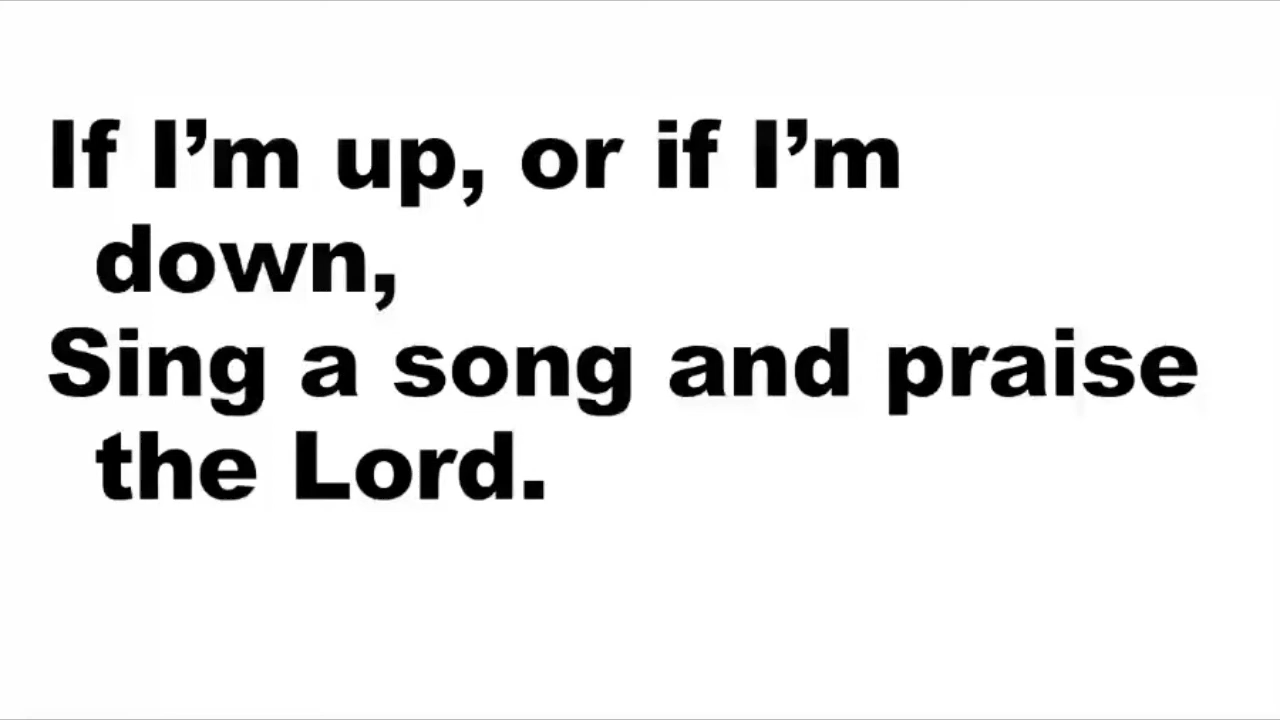 If I’m up, or if I’m
down,
Sing a song and praise
the Lord.